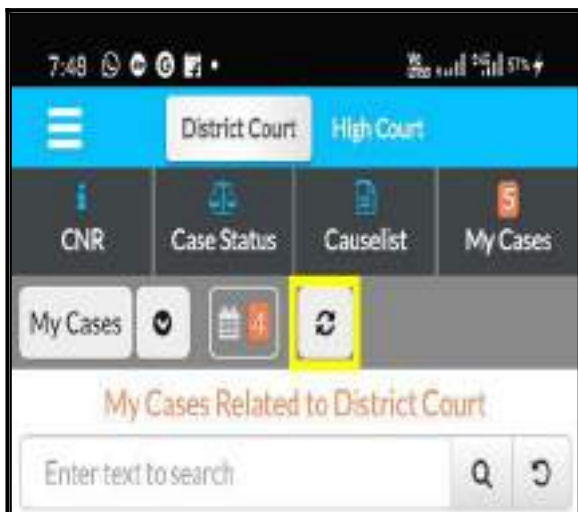 7:48
57%
District Court High Court
CNR Case Status Causelist 5 My Cases
My Cases 4
My Cases Related to District Court
Enter text to search